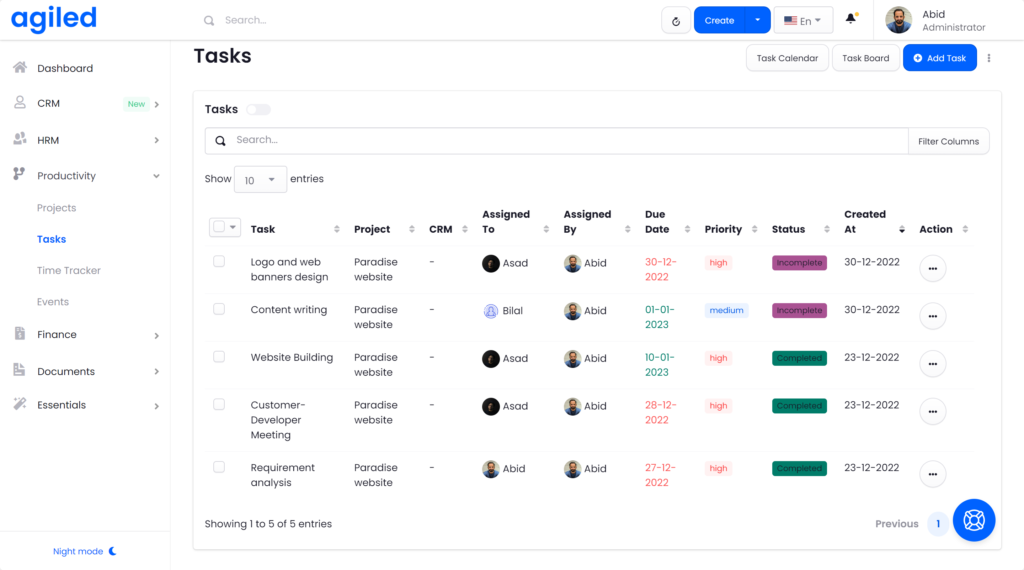 agiled
Search...
Create
En
Abid
Administrator
Dashboard
CRM New
HRM
Productivity
Projects
Tasks
Time Tracker
Events
Finance
Documents
Essentials
Night mode
Tasks
Task Calendar Task Board Add Task
Tasks
Search... Filter Columns
Show 10 entries
Task Project CRM Assigned To Assigned By Due Date Priority Status Created At Action
Logo and web Paradise - Asad Abid 30-12- high Incomplete 30-12-2022
banners design website 2022
Content writing Paradise - Bilal Abid 01-01- medium Incomplete 30-12-2022
website 2023
Website Building Paradise - Asad Abid 10-01- high Completed 23-12-2022
website 2023
Customer- Paradise - Asad Abid 28-12- high Completed 23-12-2022
Developer website 2022
Meeting
Requirement Paradise - Abid Abid 27-12- high Completed 23-12-2022
analysis website 2022
Showing 1 to 5 of 5 entries
Previous 1